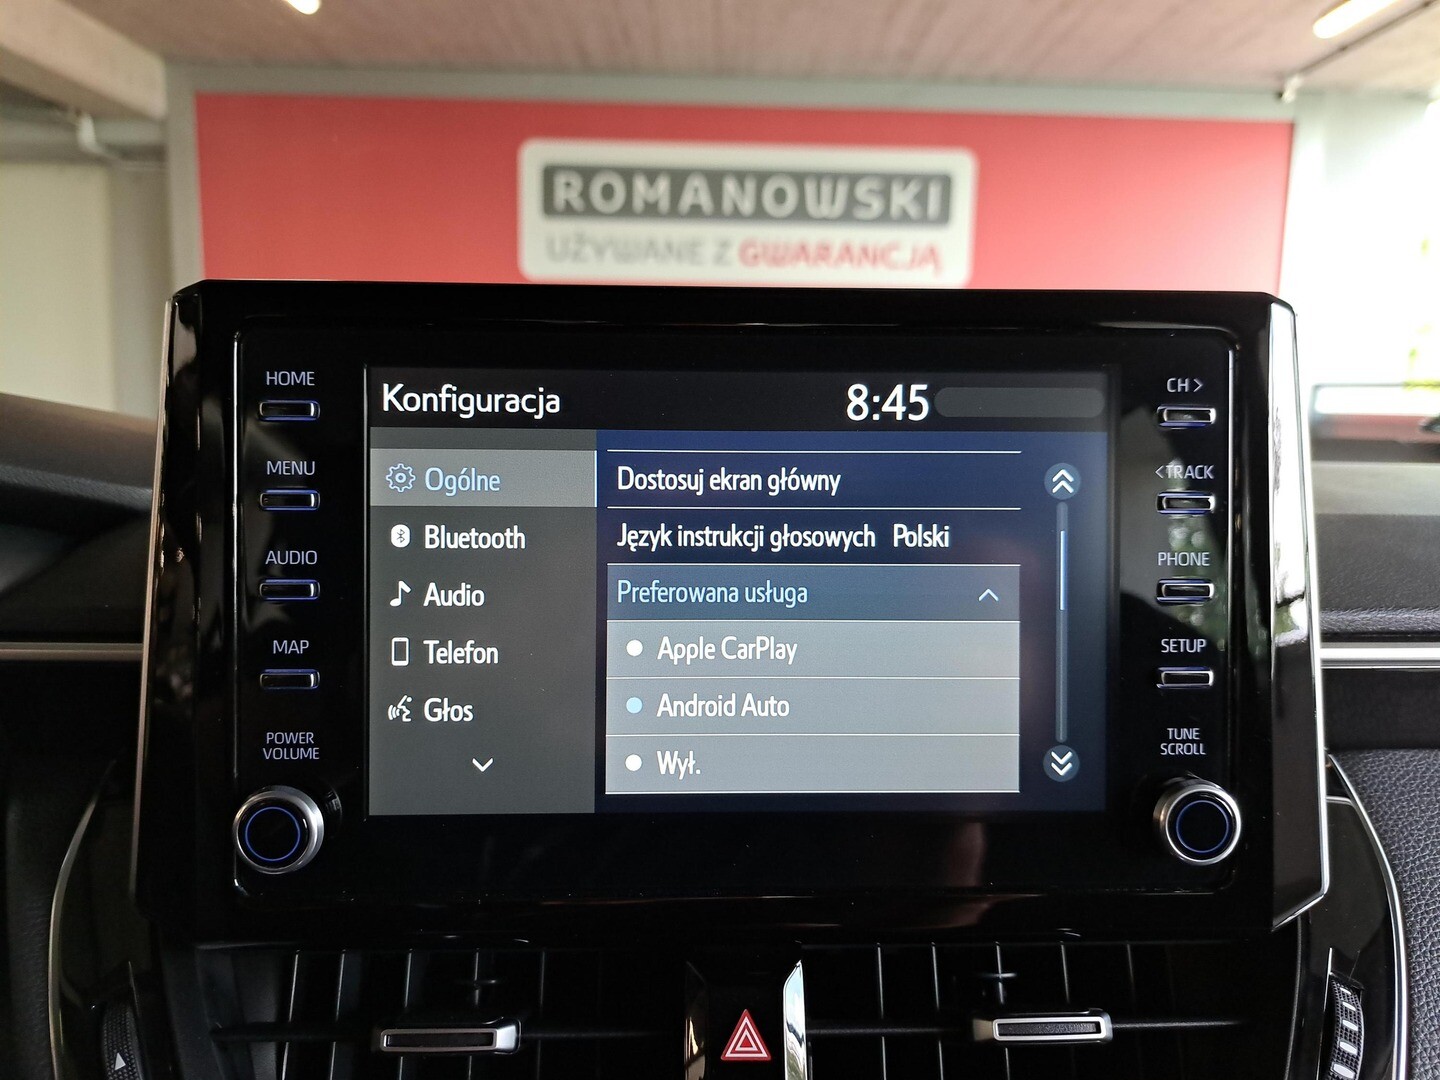 ROMANOWSKI
UŻYWANE Z GWARANCJĄ
HOME
MENU
AUDIO
MAP
POWER
VOLUME
Konfiguracja
8:45
Ogólne
Bluetooth
Audio
Telefon
Głos
Dostosuj ekran główny
Język instrukcji głosowych Polski
Preferowana usługa
Apple CarPlay
Android Auto
Wył.
CH >
< TRACK
PHONE
SETUP
TUNE
SCROLL